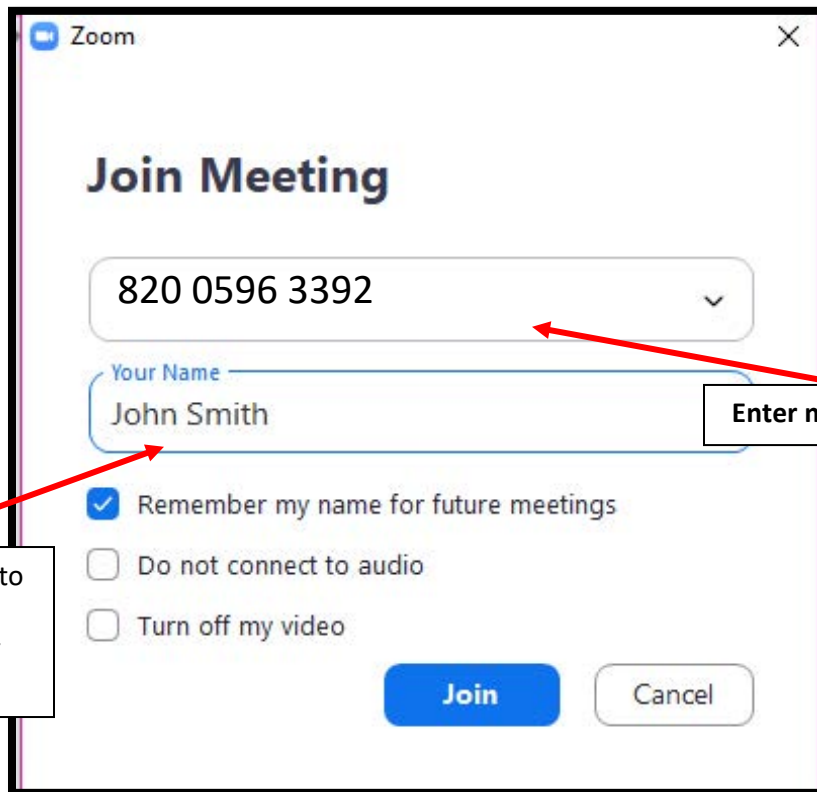 Zoom
Join Meeting
820 0596 3392
Your Name
John Smith
Enter
Remember my name for future meetings
to
Do not connect to audio
Turn off my video
Join Cancel